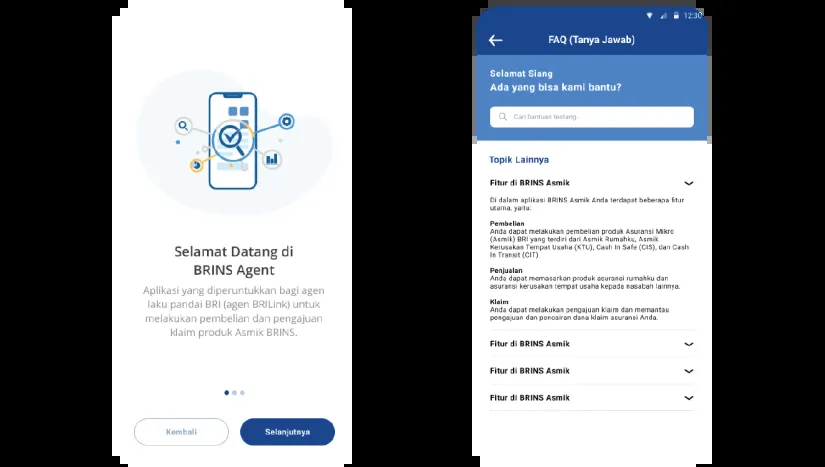 Selamat Datang di
BRINS Agent
Aplikasi yang diperuntukkan bagi agen
laku pandai BRI (agen BRILink) untuk
melakukan pembelian dan pengajuan
klaim produk Asmik BRINS.
Kembali
Selanjutnya
12:30
FAQ (Tanya Jawab)
Selamat Siang
Ada yang bisa kami bantu?
Cari bantuan tentang..
Topik Lainnya
Fitur di BRINS Asmik
Di dalam aplikasi BRINS Asmik Anda terdapat beberapa fitur
utama, yaitu:
Pembelian
Anda dapat melakukan pembelian produk Asuransi Mikro
(Asmik) BRI yang terdiri dari Asmik Rumahku, Asmik
Kerusakan Tempat Usaha (KTU), Cash In Safe (CIS), dan Cash
In Transit (CIT).
Penjualan
Anda dapat memasarkan produk asuransi rumahku dan
asuransi kerusakan tempat usaha kepada nasabah lainnya.
Klaim
Anda dapat melakukan pengajuan klaim dan memantau
pengajuan dan pencairan dana klaim asuransi Anda.
Fitur di BRINS Asmik
Fitur di BRINS Asmik
Fitur di BRINS Asmik